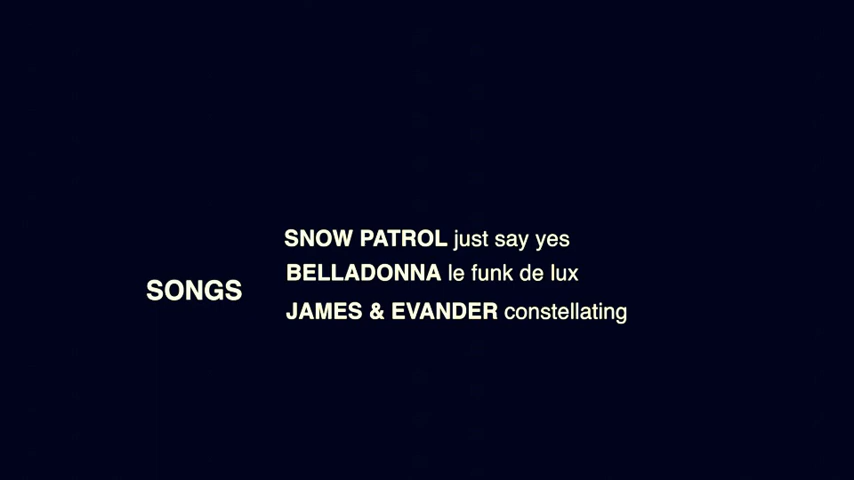 SNOW PATROL just say yes
BELLADONNA le funk de lux
SONGS
JAMES & EVANDER constellating